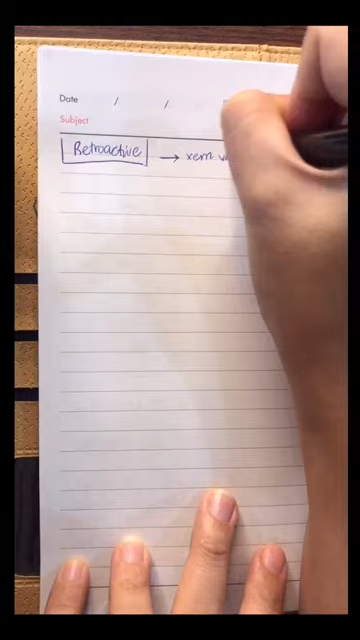 Date / /
Subject
Retroactive → xem